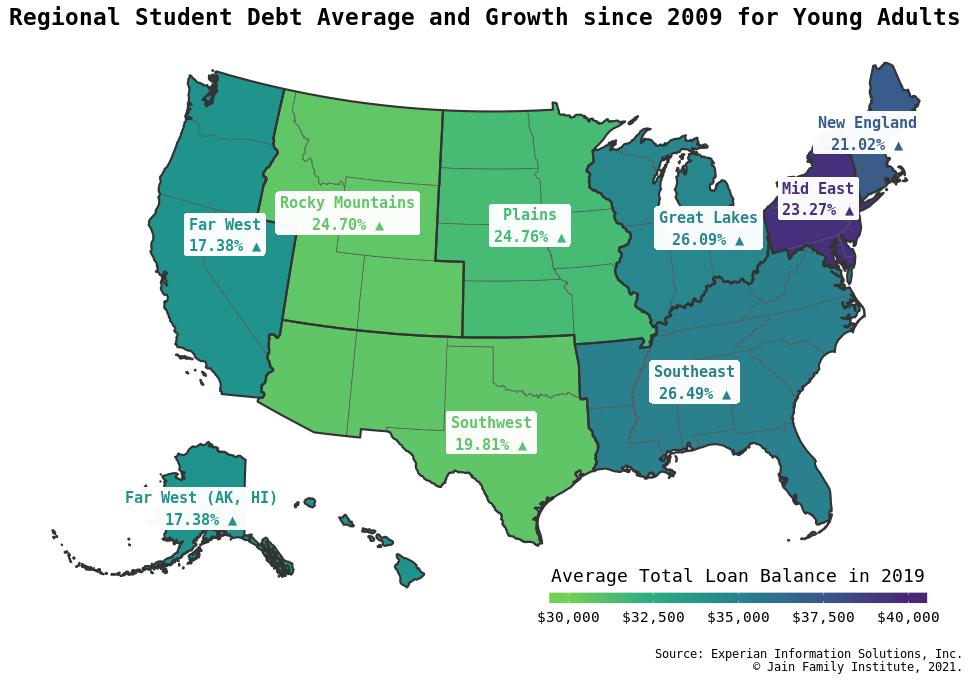 Regional Student Debt Average and Growth since 2009 for Young Adults
New England
21.02% ▲
Mid East
23.27% ▲
Rocky Mountains
24.70% ▲
Plains
24.76% ▲
Great Lakes
26.09% ▲
Far West
17.38% ▲
Southeast
26.49% ▲
Southwest
19.81% ▲
Far West (AK, HI)
17.38% ▲
Average Total Loan Balance in 2019
$30,000 $32,500 $35,000 $37,500 $40,000
Source: Experian Information Solutions, Inc.
© Jain Family Institute, 2021.